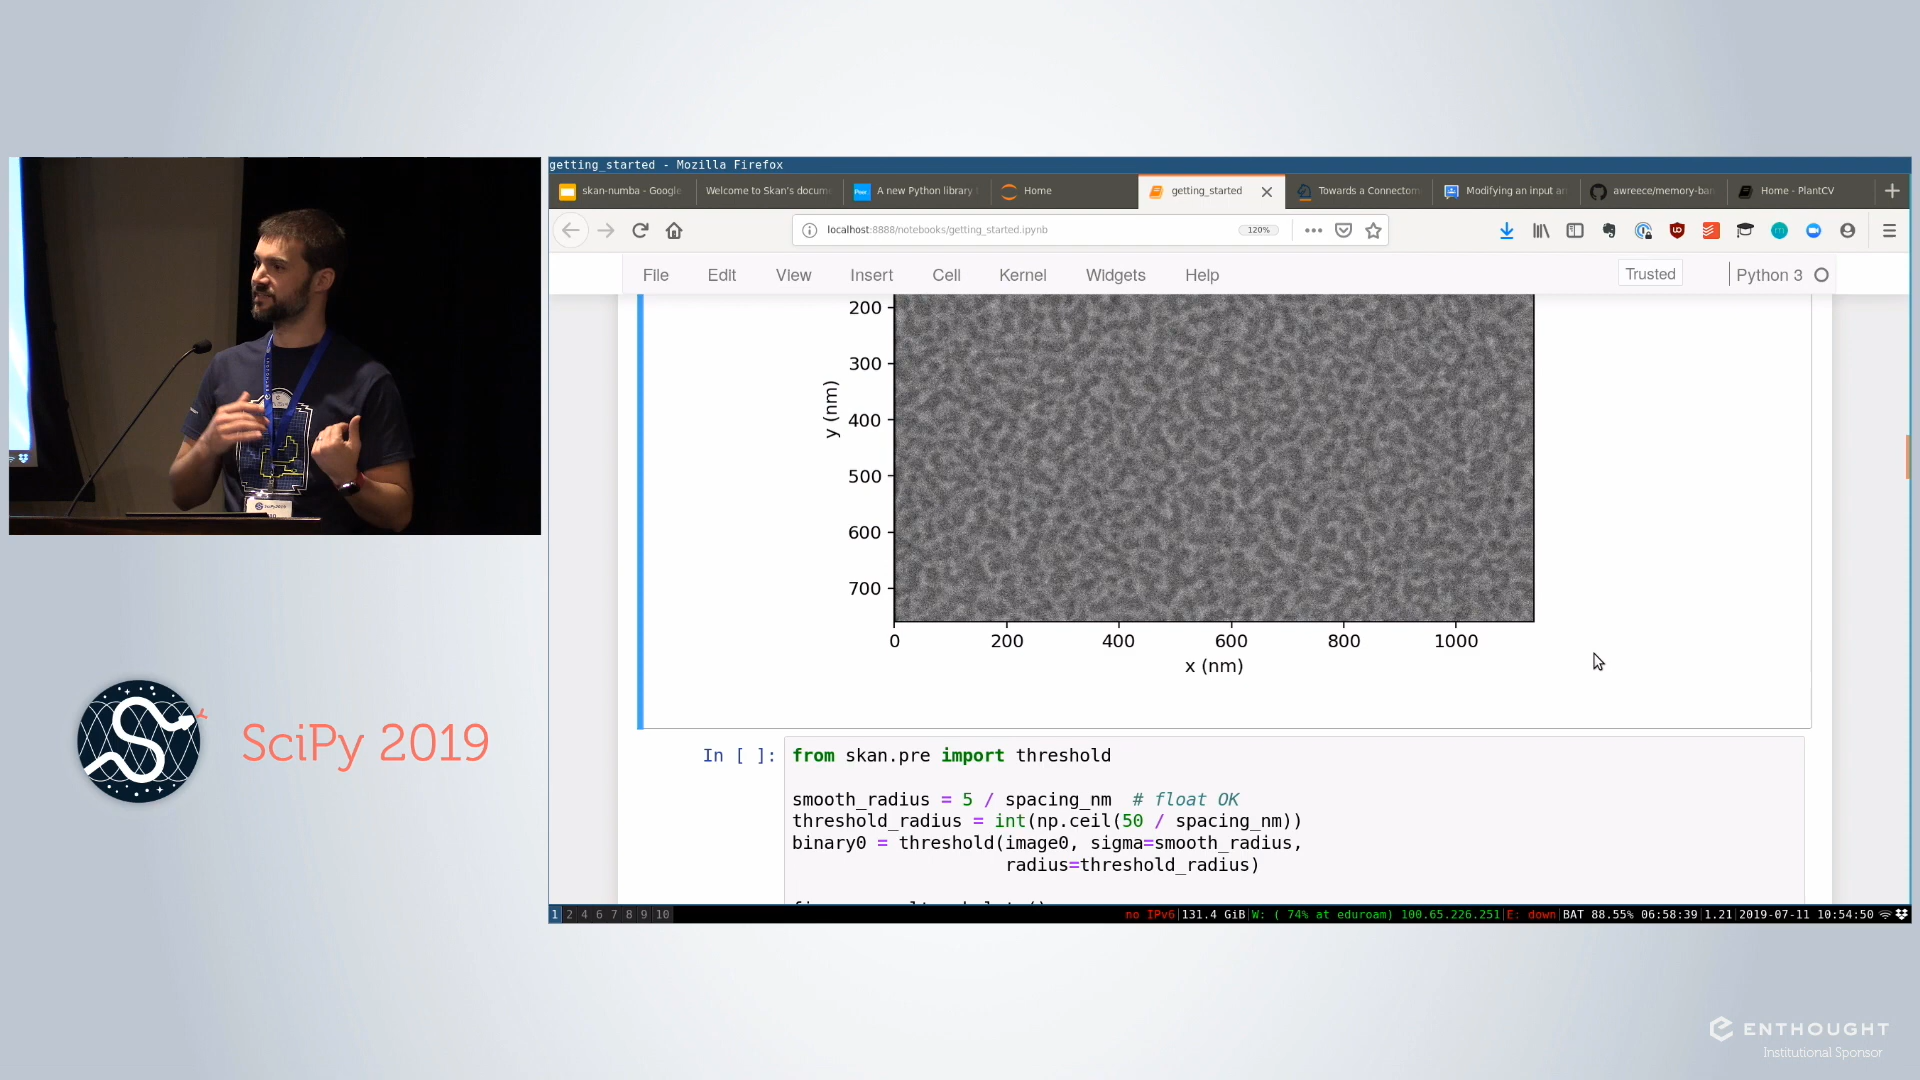 getting_started - Mozilla Firefox
skan-numba - Google
Welcome to Skan's docum
A new Python library
Home
getting_started
Towards a Connectom
Modifying an input ar
awreece/memory-ban
Home - PlantCV
localhost:8888/notebooks/getting_started.ipynb
120%
File Edit View Insert Cell Kernel Widgets Help
Trusted
Python 3
200
300
400
500
600
700
y (nm)
0 200 400 600 800 1000
x (nm)
In [ ]:
from skan.pre import threshold
smooth_radius = 5 / spacing_nm # float OK
threshold_radius = int(np.ceil(50 / spacing_nm))
binary0 = threshold(image0, sigma=smooth_radius,
radius=threshold_radius)
1 2 4 6 7 8 9 10
no IPv6|131.4 GiB|W: ( 74% at eduroam) 100.65.226.251|E: down|BAT 88.55% 06:58:39|1.21|2019-07-11 10:54:50
SciPy 2019
ENTHOUGHT
Institutional Sponsor